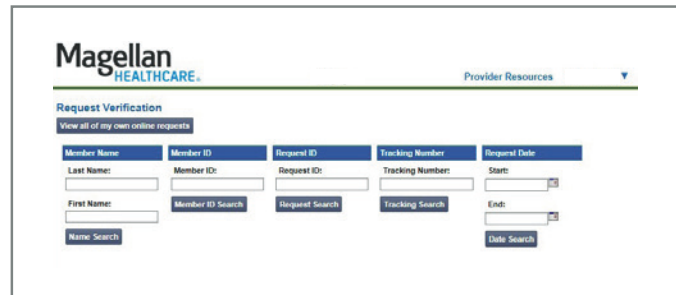 Magellan
HEALTHCARE®
Provider Resources
Request Verification
View all of my own online requests
Member Name Member ID Request ID Tracking Number Request Date
Last Name: Member ID: Request ID: Tracking Number: Start:
First Name: Member ID Search Request Search Tracking Search End:
Name Search Date Search